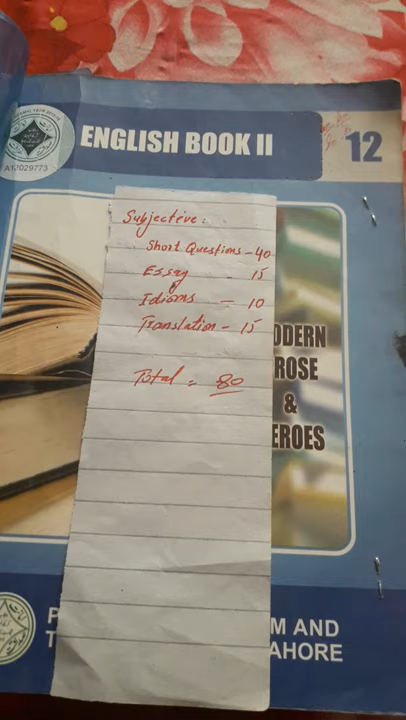 ENGLISH BOOK II
12
A12029773
Subjective:
Short Questions - 40
Essay - 15
Idioms = 10
Translation - 15
Total = 80
ODERN
ROSE
&
EROES
M AND
AHORE